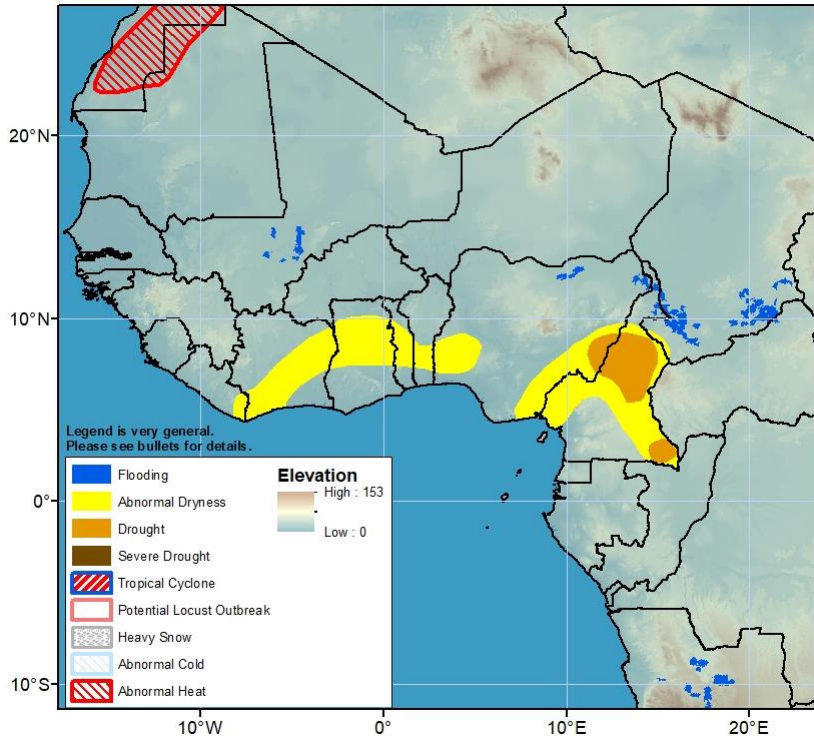 20°N
10°N
0°
10°S
10°W
0°
10°E
20°E
Legend is very general.
Please see bullets for details.
Flooding
Abnormal Dryness
Drought
Severe Drought
Tropical Cyclone
Potential Locust Outbreak
Heavy Snow
Abnormal Cold
Abnormal Heat
Elevation
High : 153
Low : 0